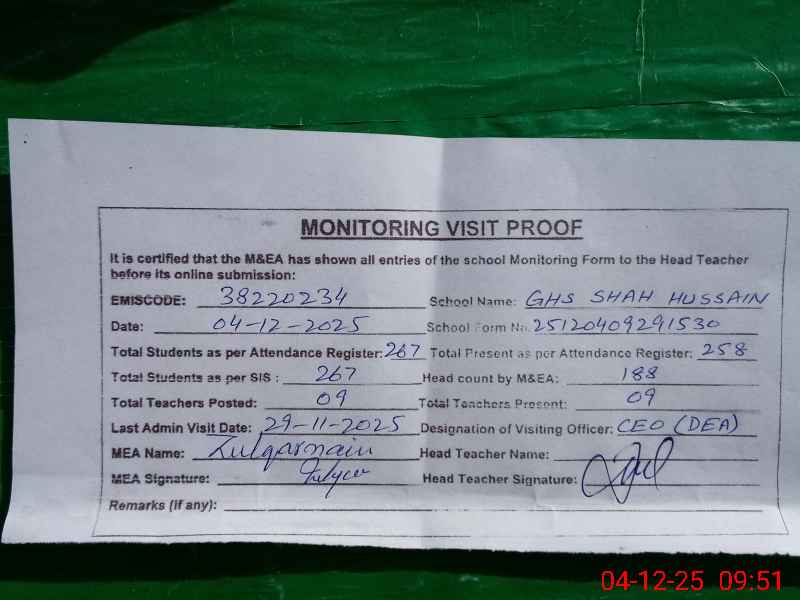 MONITORING VISIT PROOF
It is certified that the M&EA has shown all entries of the school Monitoring Form to the Head Teacher
before its online submission:
EMISCODE: 38220234 School Name: GHS SHAH HUSSAIN
Date: 04-12-2025 School Form No. 25120409291530
Total Students as per Attendance Register: 267 Total Present as per Attendance Register: 258
Total Students as per SIS : 267 Head count by M&EA: 188
Total Teachers Posted: 09 Total Teachers Present: 09
Last Admin Visit Date: 29-11-2025 Designation of Visiting Officer: CEO (DEA)
MEA Name: Zulqarnain Head Teacher Name:
MEA Signature: Head Teacher Signature:
Remarks (if any):
04-12-25 09:51